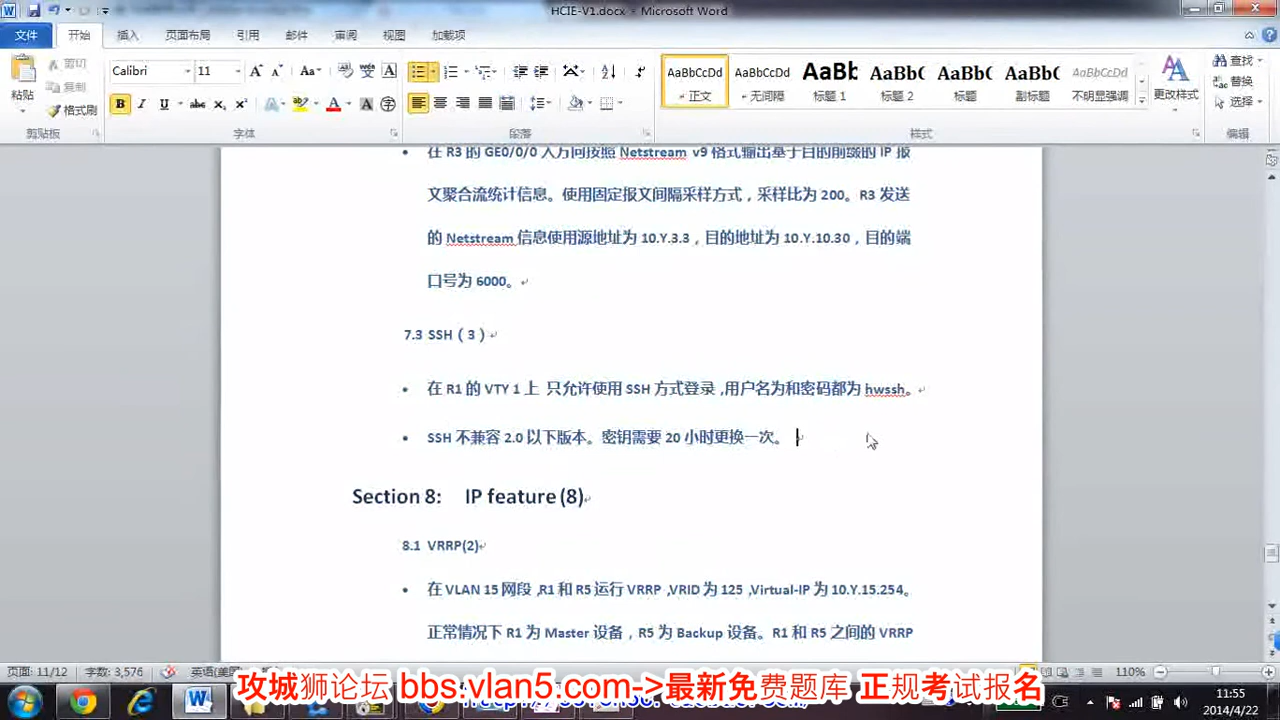 HCIE-V1.docx - Microsoft Word
文件 开始 插入 页面布局 引用 邮件 审阅 视图 加载项
粘贴 剪切 复制 格式刷
Calibri 11
AaBbCcDd AaBbCcDd AaBb AaBbC AaBbC AaBbC AaBbCcDd
正文 无间隔 标题 1 标题 2 标题 副标题 不明显强调
更改样式
查找 替换 选择
剪贴板 字体 段落 样式 编辑
• 在 R3 的 GE0/0/0 入方向按照 Netstream v9 格式输出基于目的前缀的 IP 报
文聚合流统计信息。使用固定报文间隔采样方式，采样比为 200。R3 发送
的 Netstream 信息使用源地址为 10.Y.3.3，目的地址为 10.Y.10.30，目的端
口号为 6000。
7.3 SSH（3）
• 在 R1 的 VTY 1 上 只允许使用 SSH 方式登录 ,用户名为和密码都为 hwssh。
• SSH 不兼容 2.0 以下版本。密钥需要 20 小时更换一次。
Section 8: IP feature (8)
8.1 VRRP(2)
• 在 VLAN 15 网段 ,R1 和 R5 运行 VRRP ,VRID 为 125 ,Virtual-IP 为 10.Y.15.254。
正常情况下 R1 为 Master 设备，R5 为 Backup 设备。R1 和 R5 之间的 VRRP
页面: 11/12 字数: 3,576 英语(美国 110%
攻城狮论坛 bbs.vlan5.com->最新免费题库 正规考试报名
11:55
2014/4/22